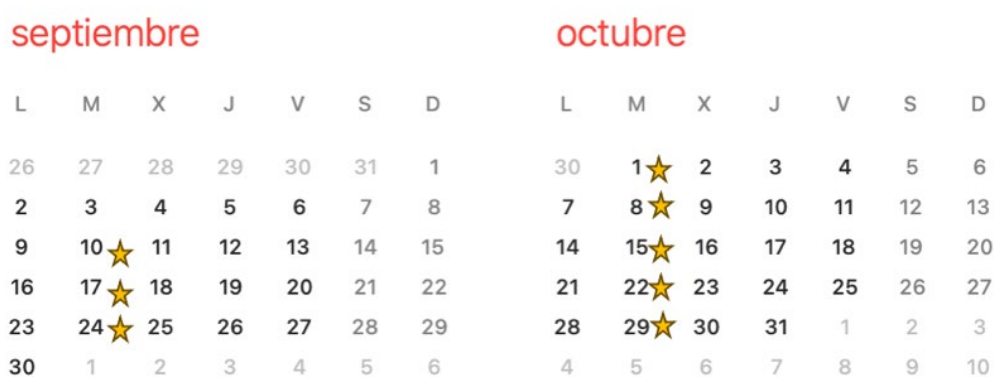 septiembre
L M X J V S D
26 27 28 29 30 31 1
2 3 4 5 6 7 8
9 10 11 12 13 14 15
16 17 18 19 20 21 22
23 24 25 26 27 28 29
30 1 2 3 4 5 6
octubre
L M X J V S D
30 1 2 3 4 5 6
7 8 9 10 11 12 13
14 15 16 17 18 19 20
21 22 23 24 25 26 27
28 29 30 31 1 2 3
4 5 6 7 8 9 10